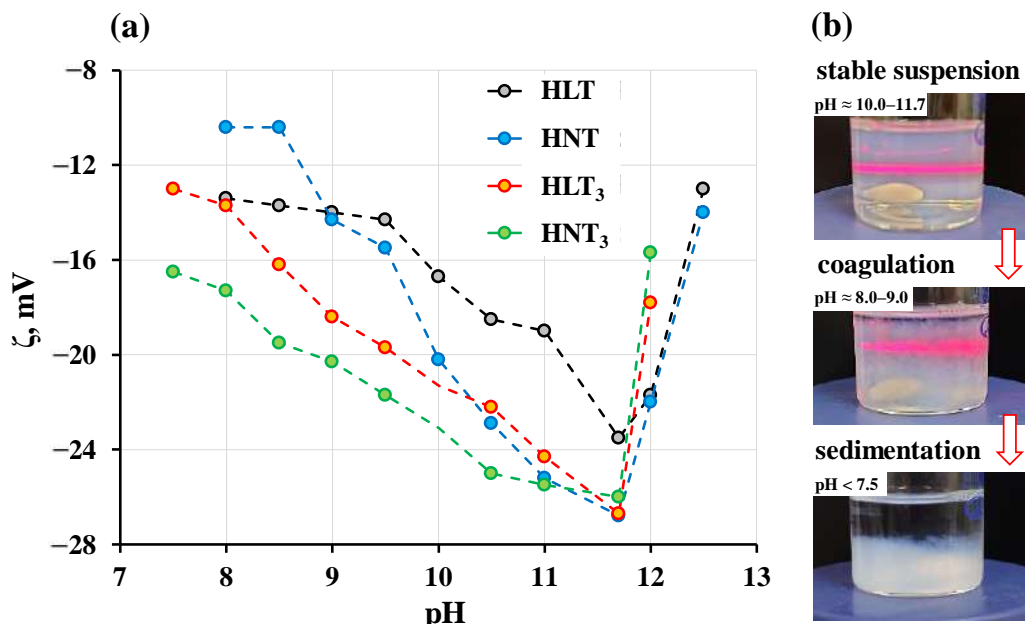 (a)
(b)
−8
−12
−16
−20
−24
−28
ζ, mV
7
8
9
10
11
12
13
pH
HLT
HNT
HLT₃
HNT₃
stable suspension
pH ≈ 10.0–11.7
coagulation
pH ≈ 8.0–9.0
sedimentation
pH < 7.5